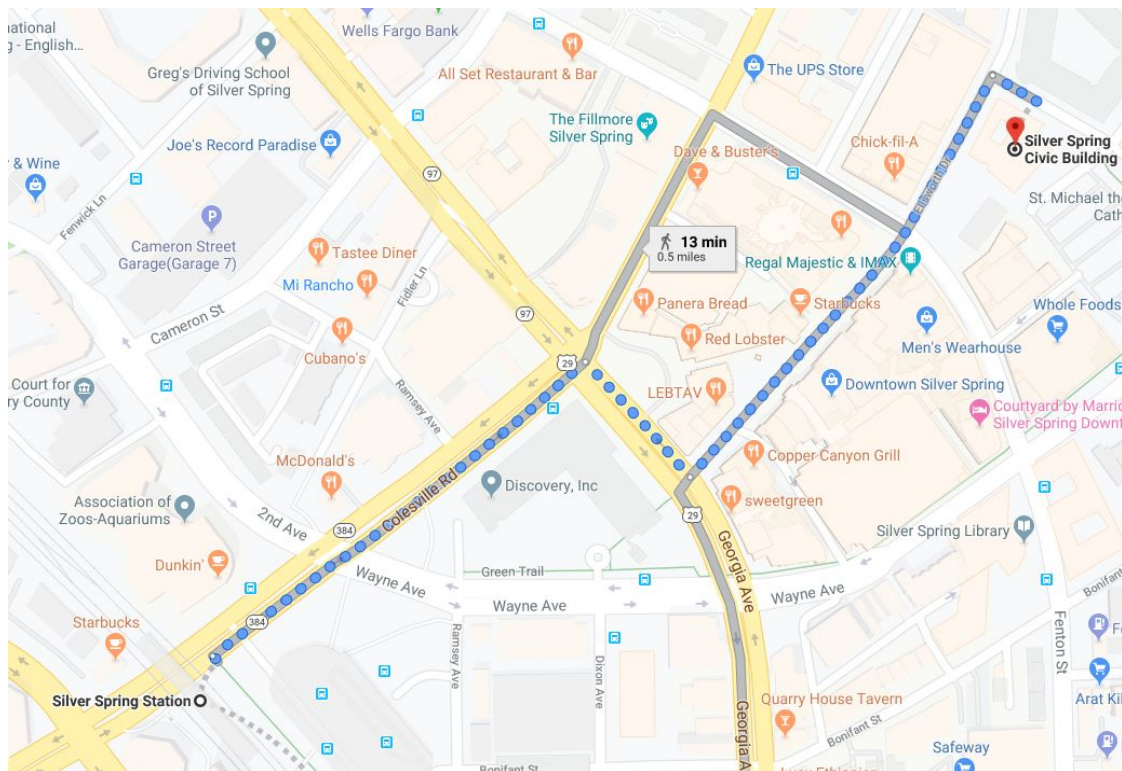 national
g - English...
Wells Fargo Bank
Greg's Driving School
of Silver Spring
All Set Restaurant & Bar
The UPS Store
The Fillmore
Silver Spring
Joe's Record Paradise
r & Wine
97
Dave & Buster's
Chick-fil-A
Silver Spring
Civic Building
Fenwick Ln
Ellsworth Dr
St. Michael the
Cath
P
Cameron Street
Garage(Garage 7)
Tastee Diner
13 min
0.5 miles
Regal Majestic & IMAX
Mi Rancho
Fidler Ln
Panera Bread
Starbucks
Whole Foods
Cameron St
97
Red Lobster
Men's Wearhouse
Cubano's
29
Court for
ry County
Ramsey Ave
LEBTAV
Downtown Silver Spring
Courtyard by Marric
Silver Spring Downt
McDonald's
Copper Canyon Grill
Colesville Rd
Discovery, Inc
sweetgreen
Association of
Zoos-Aquariums
2nd Ave
384
29
Silver Spring Library
Georgia Ave
Dunkin'
Wayne Ave
Green Trail
Bonifant St
Wayne Ave
Wayne Ave
Starbucks
384
Ramsey Ave
Fenton St
Dixon Ave
Silver Spring Station
Quarry House Tavern
Arat Kil
Georgia A
Bonifant St
Safeway
Bonifant St